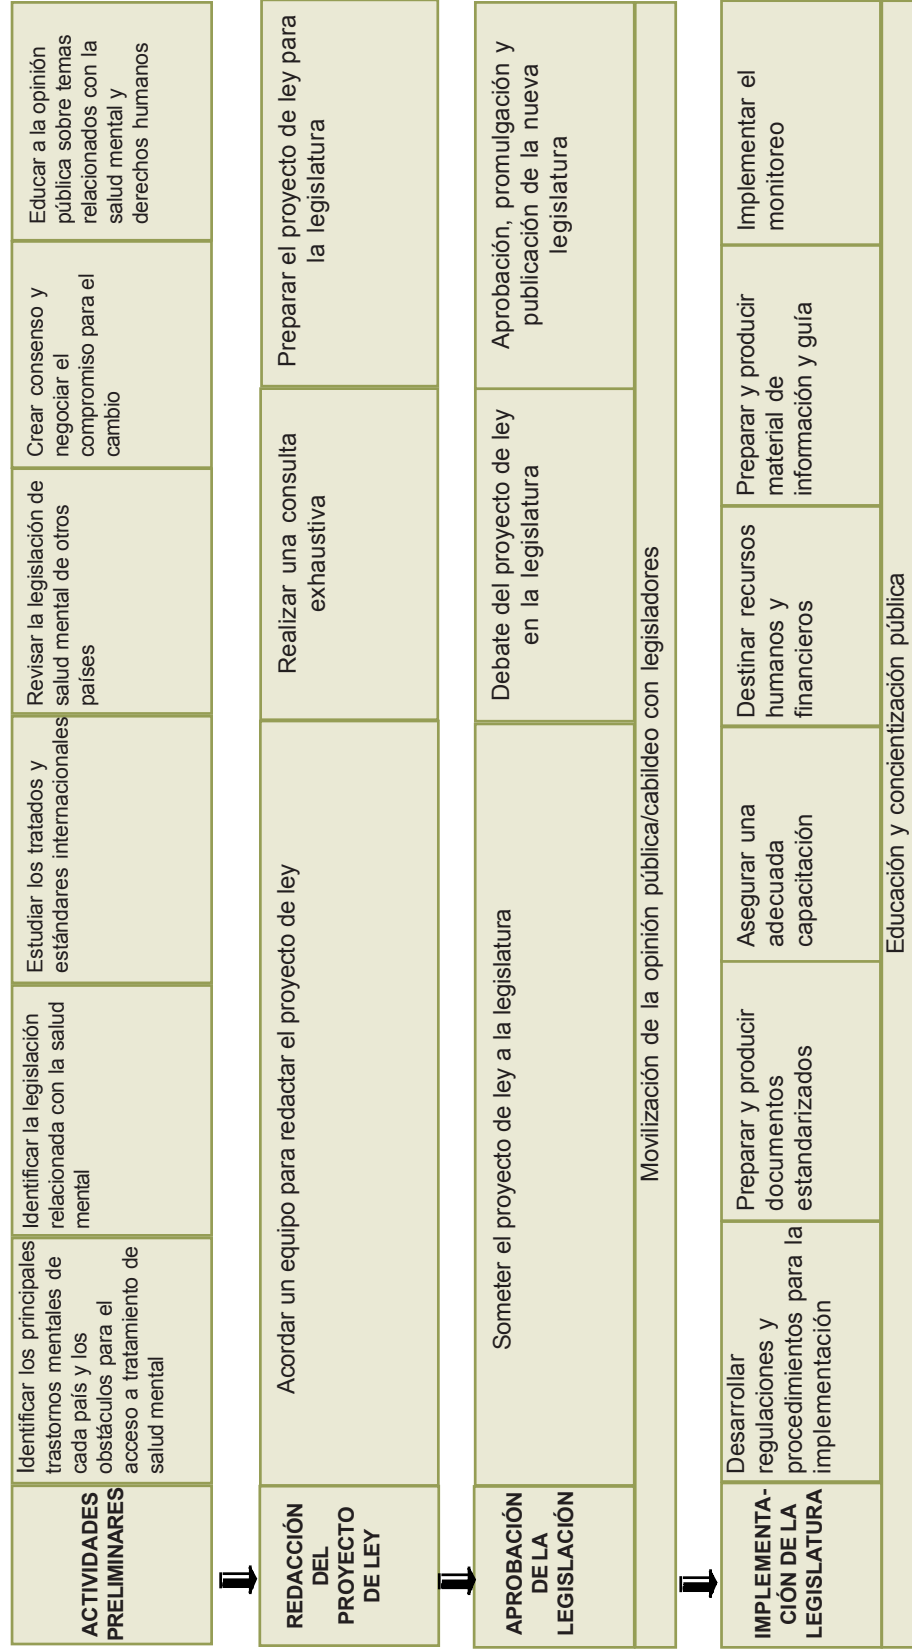 ACTIVIDADES
PRELIMINARES
Identificar los principales
trastornos mentales de
cada país y los
obstáculos para el
acceso a tratamiento de
salud mental
Identificar la legislación
relacionada con la salud
mental
Estudiar los tratados y
estándares internacionales
Revisar la legislación de
salud mental de otros
países
Crear consenso y
negociar el
compromiso para el
cambio
Educar a la opinión
pública sobre temas
relacionados con la
salud mental y
derechos humanos
REDACCIÓN
DEL
PROYECTO
DE LEY
Acordar un equipo para redactar el proyecto de ley
Realizar una consulta
exhaustiva
Preparar el proyecto de ley para
la legislatura
APROBACIÓN
DE LA
LEGISLACIÓN
Someter el proyecto de ley a la legislatura
Debate del proyecto de ley
en la legislatura
Aprobación, promulgación y
publicación de la nueva
legislatura
Movilización de la opinión pública/cabildeo con legisladores
IMPLEMENTA-
CIÓN DE LA
LEGISLATURA
Desarrollar
regulaciones y
procedimientos para la
implementación
Preparar y producir
documentos
estandarizados
Asegurar una
adecuada
capacitación
Destinar recursos
humanos y
financieros
Preparar y producir
material de
información y guía
Implementar el
monitoreo
Educación y concientización pública